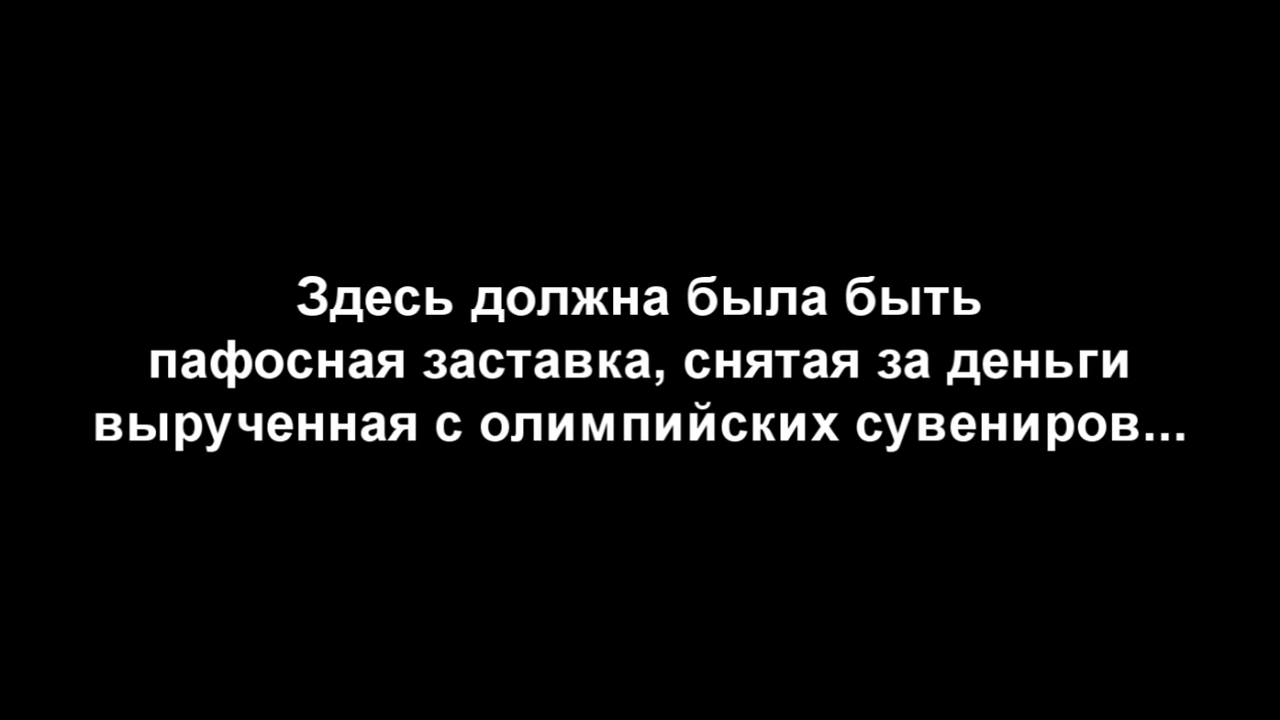 Здесь должна была быть
пафосная заставка, снятая за деньги
вырученная с олимпийских сувениров...